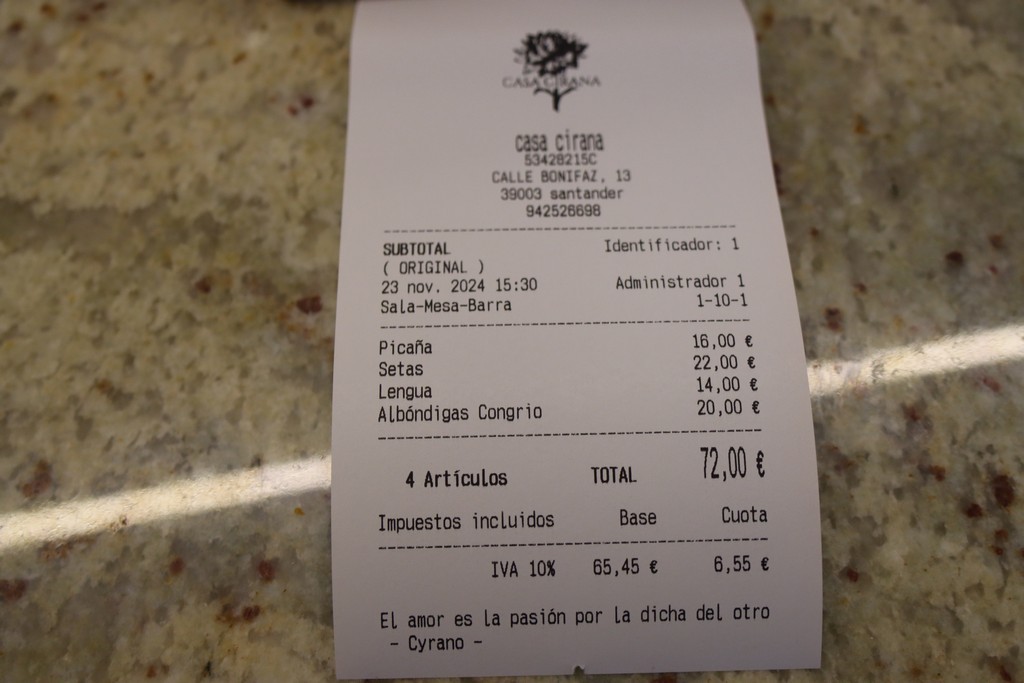 CASA CIRANA
casa cirana
53428215C
CALLE BONIFAZ, 13
39003 santander
942526698
SUBTOTAL Identificador: 1
( ORIGINAL )
23 nov. 2024 15:30 Administrador 1
Sala-Mesa-Barra 1-10-1
Picaña 16,00 €
Setas 22,00 €
Lengua 14,00 €
Albóndigas Congrio 20,00 €
4 Artículos TOTAL 72,00 €
Impuestos incluidos Base Cuota
IVA 10% 65,45 € 6,55 €
El amor es la pasión por la dicha del otro
- Cyrano -